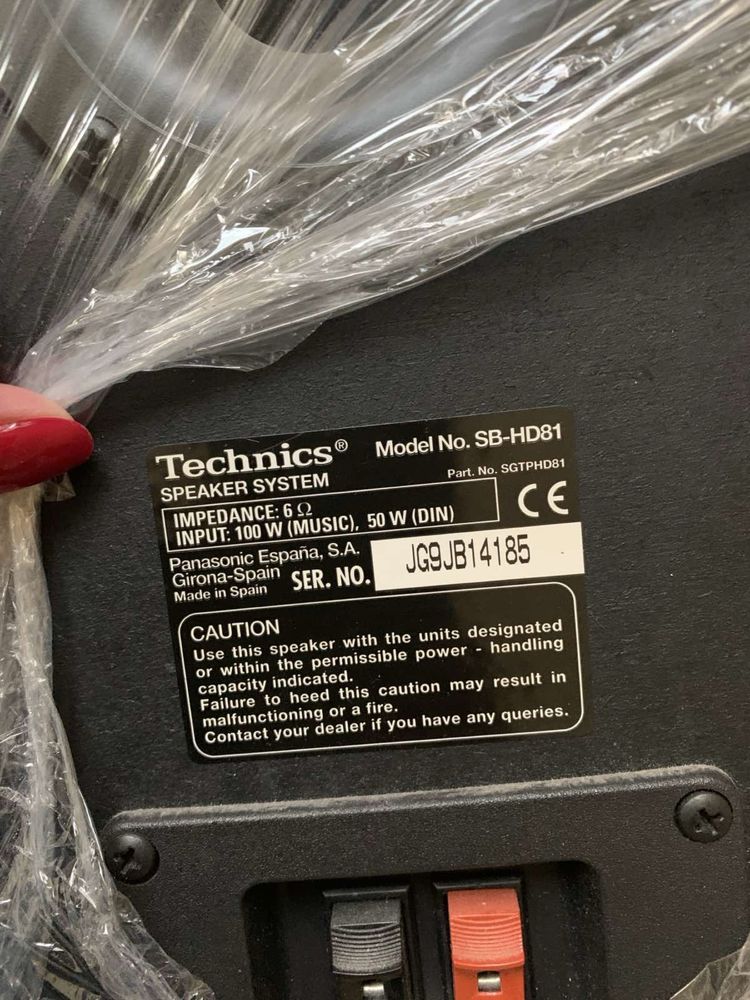 Technics® Model No. SB-HD81
SPEAKER SYSTEM Part. No. SGTPHD81
IMPEDANCE: 6 Ω
INPUT: 100 W (MUSIC), 50 W (DIN)
CE
Panasonic España, S.A.
Girona-Spain
Made in Spain
SER. NO. JG9JB14185
CAUTION
Use this speaker with the units designated
or within the permissible power - handling
capacity indicated.
Failure to heed this caution may result in
malfunctioning or a fire.
Contact your dealer if you have any queries.